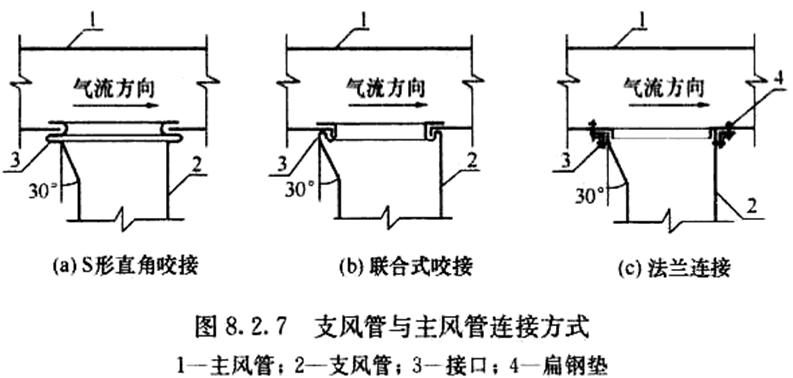 1
气流方向
3
2
30°
(a) S形直角咬接
1
气流方向
3
2
30°
(b) 联合式咬接
1
4
气流方向
3
2
30°
(c) 法兰连接
图 8.2.7 支风管与主风管连接方式
1—主风管；2—支风管；3—接口；4—扁钢垫